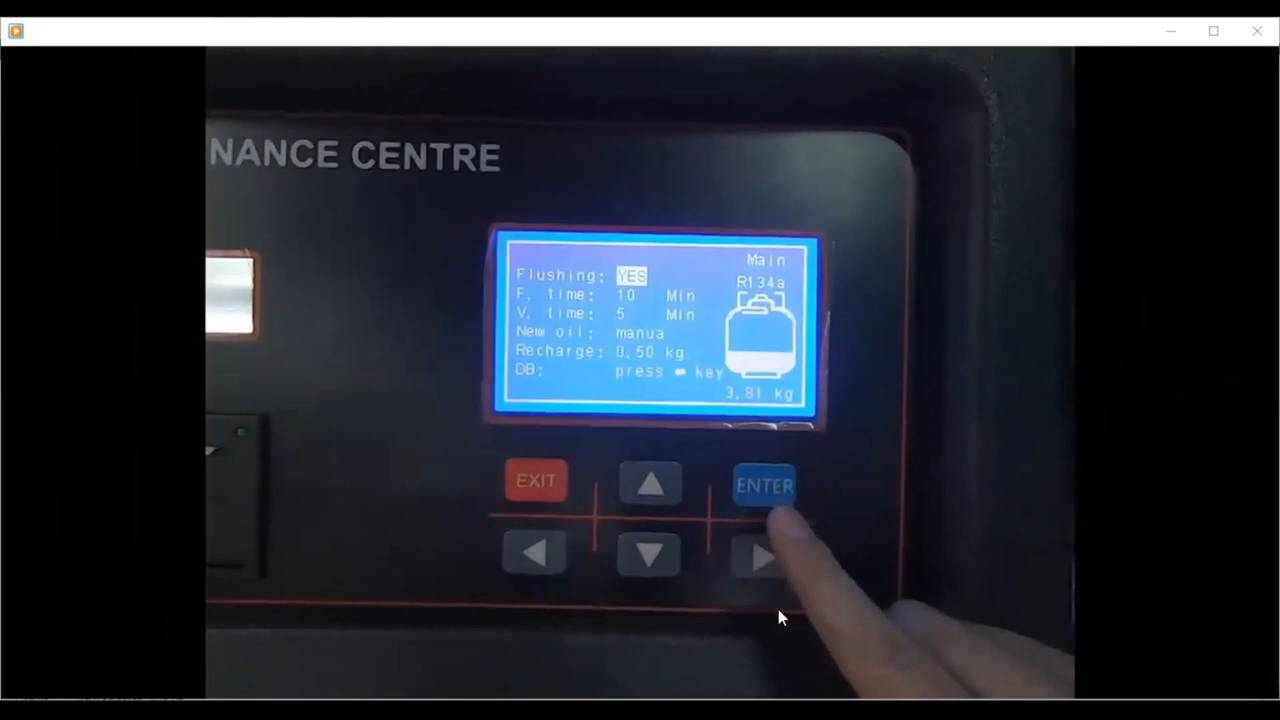 NANCE CENTRE
Main
Flushing: YES
R134a
F. time: 10 Min
V. time: 5 Min
New oil: manua
Recharge: 0.50 kg
DB: press ⬅ key
3.81 kg
EXIT
ENTER